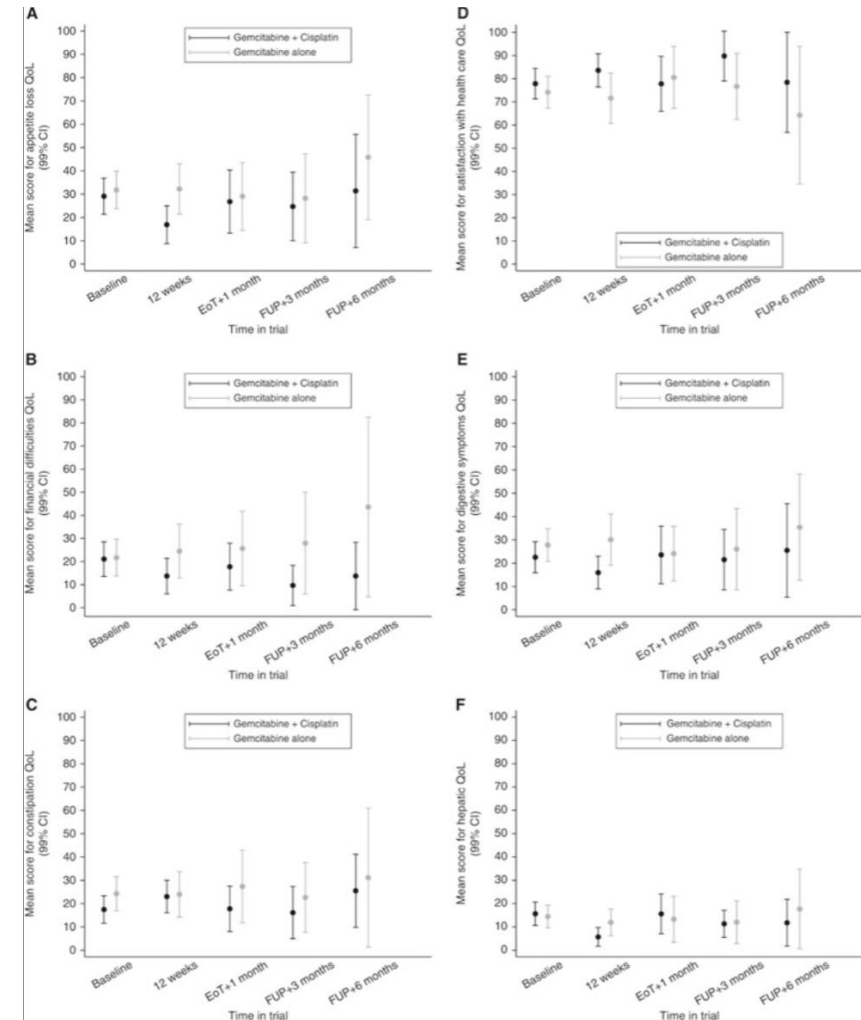 A
Mean score for appetite loss QoL
(99% CI)
100
90
80
70
60
50
40
30
20
10
0
Gemcitabine + Cisplatin
Gemcitabine alone
Baseline
12 weeks
EoT+1 month
FUP+3 months
FUP+6 months
Time in trial
D
Mean score for satisfaction with health care QoL
(99% CI)
100
90
80
70
60
50
40
30
20
10
0
Gemcitabine + Cisplatin
Gemcitabine alone
Baseline
12 weeks
EoT+1 month
FUP+3 months
FUP+6 months
Time in trial
B
Mean score for financial difficulties QoL
(99% CI)
100
90
80
70
60
50
40
30
20
10
0
Gemcitabine + Cisplatin
Gemcitabine alone
Baseline
12 weeks
EoT+1 month
FUP+3 months
FUP+6 months
Time in trial
E
Mean score for digestive symptoms QoL
(99% CI)
100
90
80
70
60
50
40
30
20
10
0
Gemcitabine + Cisplatin
Gemcitabine alone
Baseline
12 weeks
EoT+1 month
FUP+3 months
FUP+6 months
Time in trial
C
Mean score for constipation QoL
(99% CI)
100
90
80
70
60
50
40
30
20
10
0
Gemcitabine + Cisplatin
Gemcitabine alone
Baseline
12 weeks
EoT+1 month
FUP+3 months
FUP+6 months
Time in trial
F
Mean score for hepatic QoL
(99% CI)
100
90
80
70
60
50
40
30
20
10
0
Gemcitabine + Cisplatin
Gemcitabine alone
Baseline
12 weeks
EoT+1 month
FUP+3 months
FUP+6 months
Time in trial